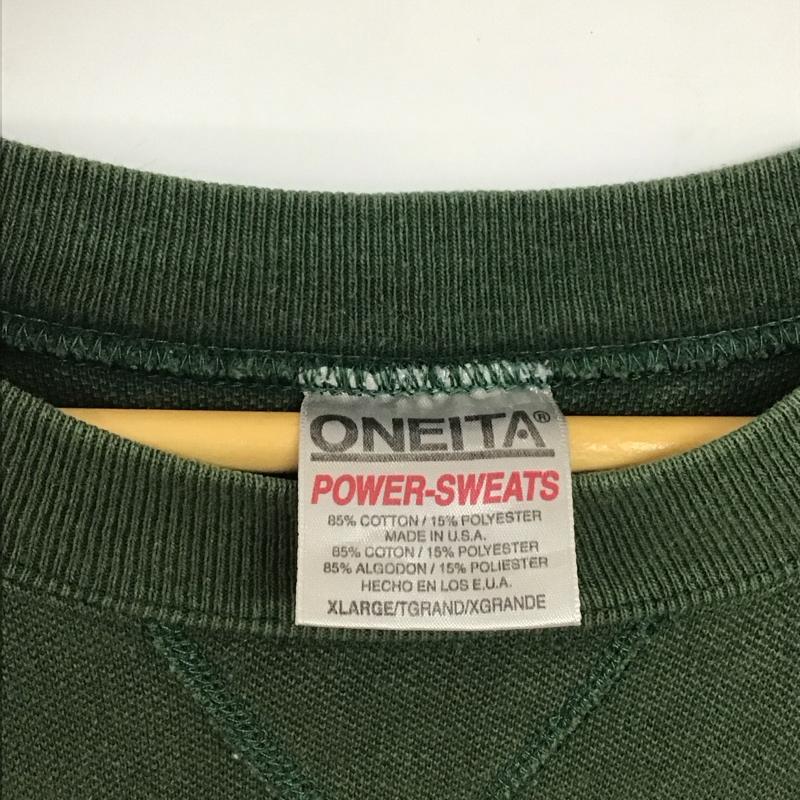 ONEITA®
POWER-SWEATS
85% COTTON / 15% POLYESTER
MADE IN U.S.A.
85% COTON / 15% POLYESTER
85% ALGODON / 15% POLIESTER
HECHO EN LOS E.U.A.
XLARGE/TGRAND/XGRANDE